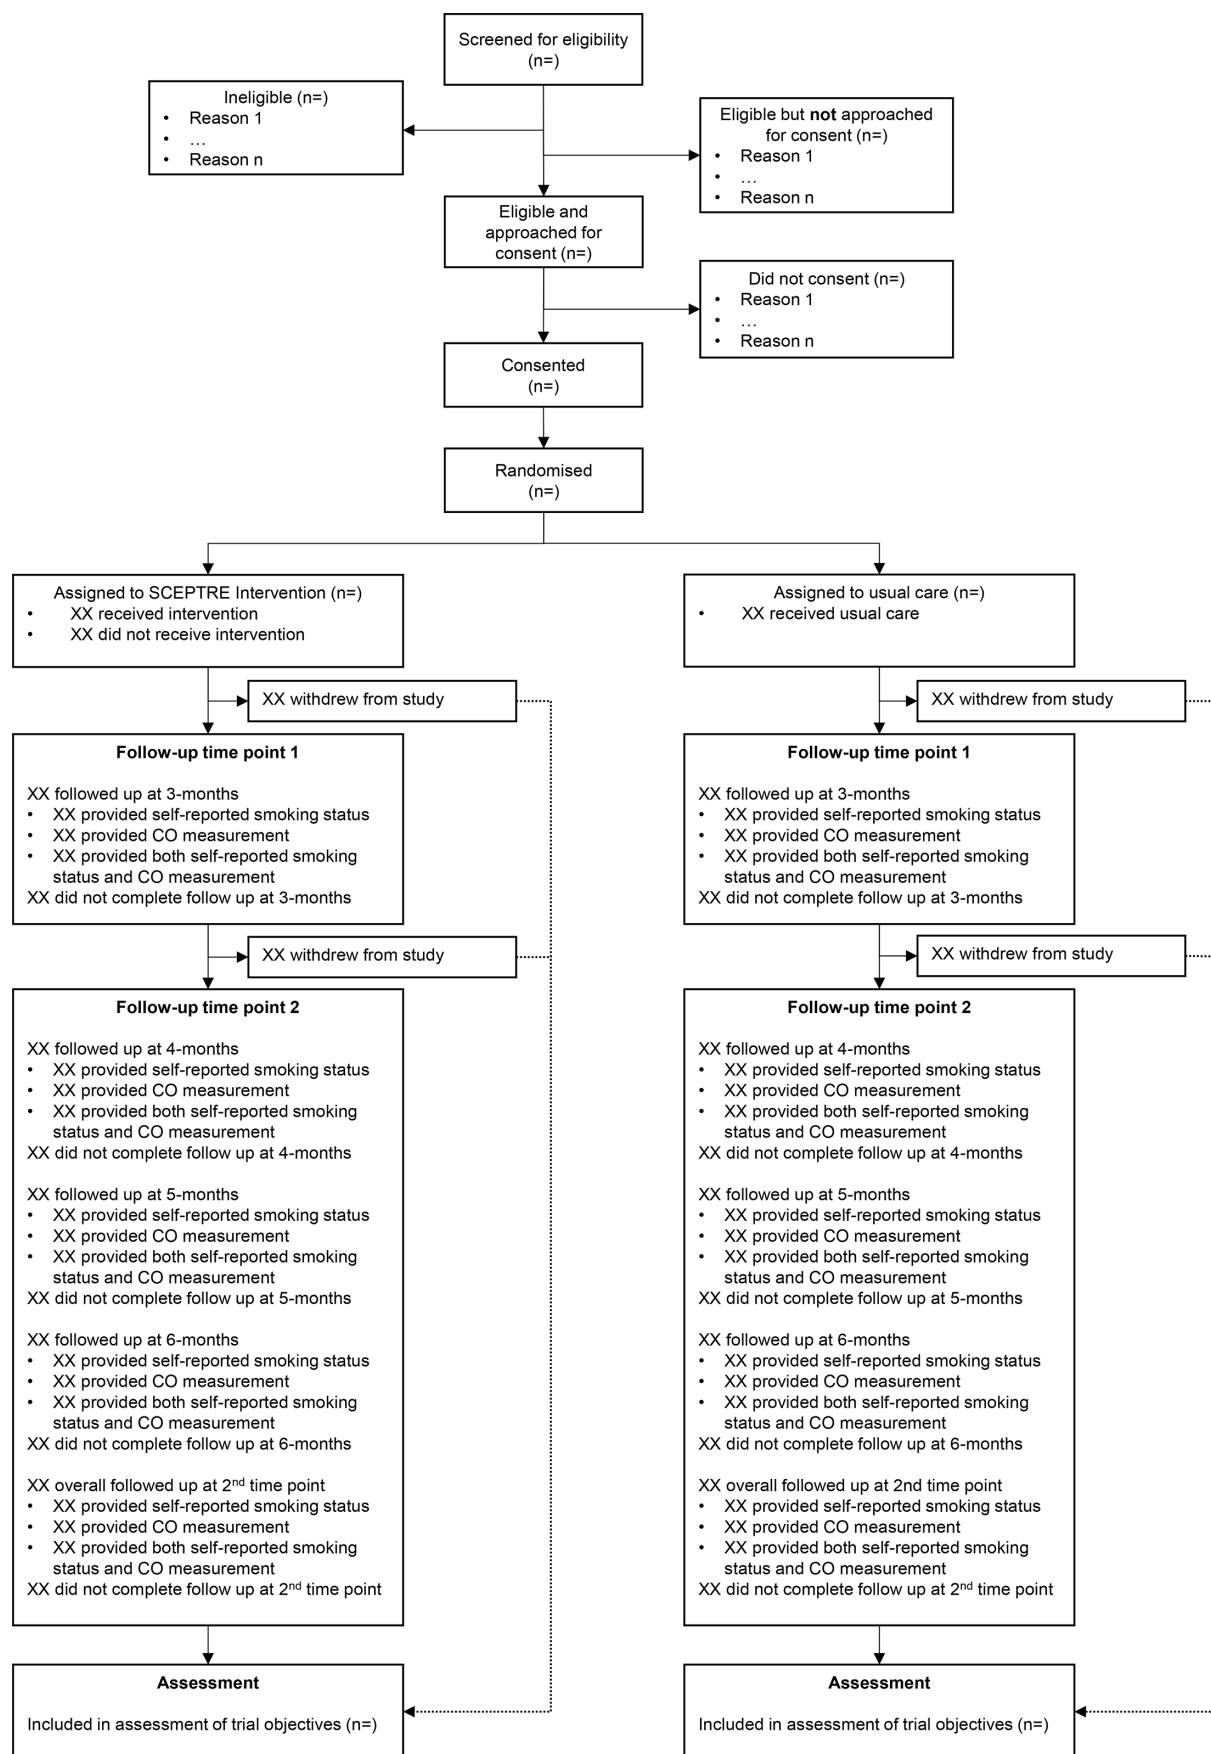 Screened for eligibility
(n=)
Ineligible (n=)
• Reason 1
• …
• Reason n
Eligible but not approached
for consent (n=)
• Reason 1
• …
• Reason n
Eligible and
approached for
consent (n=)
Did not consent (n=)
• Reason 1
• …
• Reason n
Consented
(n=)
Randomised
(n=)
Assigned to SCEPTRE Intervention (n=)
• XX received intervention
• XX did not receive intervention
XX withdrew from study
Follow-up time point 1
XX followed up at 3-months
• XX provided self-reported smoking status
• XX provided CO measurement
• XX provided both self-reported smoking
status and CO measurement
XX did not complete follow up at 3-months
XX withdrew from study
Follow-up time point 2
XX followed up at 4-months
• XX provided self-reported smoking status
• XX provided CO measurement
• XX provided both self-reported smoking
status and CO measurement
XX did not complete follow up at 4-months
XX followed up at 5-months
• XX provided self-reported smoking status
• XX provided CO measurement
• XX provided both self-reported smoking
status and CO measurement
XX did not complete follow up at 5-months
XX followed up at 6-months
• XX provided self-reported smoking status
• XX provided CO measurement
• XX provided both self-reported smoking
status and CO measurement
XX did not complete follow up at 6-months
XX overall followed up at 2nd time point
• XX provided self-reported smoking status
• XX provided CO measurement
• XX provided both self-reported smoking
status and CO measurement
XX did not complete follow up at 2nd time point
Assessment
Included in assessment of trial objectives (n=)
Assigned to usual care (n=)
• XX received usual care
XX withdrew from study
Follow-up time point 1
XX followed up at 3-months
• XX provided self-reported smoking status
• XX provided CO measurement
• XX provided both self-reported smoking
status and CO measurement
XX did not complete follow up at 3-months
XX withdrew from study
Follow-up time point 2
XX followed up at 4-months
• XX provided self-reported smoking status
• XX provided CO measurement
• XX provided both self-reported smoking
status and CO measurement
XX did not complete follow up at 4-months
XX followed up at 5-months
• XX provided self-reported smoking status
• XX provided CO measurement
• XX provided both self-reported smoking
status and CO measurement
XX did not complete follow up at 5-months
XX followed up at 6-months
• XX provided self-reported smoking status
• XX provided CO measurement
• XX provided both self-reported smoking
status and CO measurement
XX did not complete follow up at 6-months
XX overall followed up at 2nd time point
• XX provided self-reported smoking status
• XX provided CO measurement
• XX provided both self-reported smoking
status and CO measurement
XX did not complete follow up at 2nd time point
Assessment
Included in assessment of trial objectives (n=)